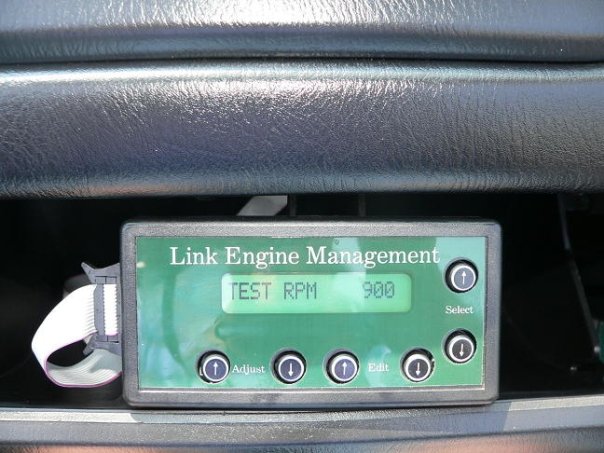 Link Engine Management
TEST RPM 900
Select
Adjust
Edit